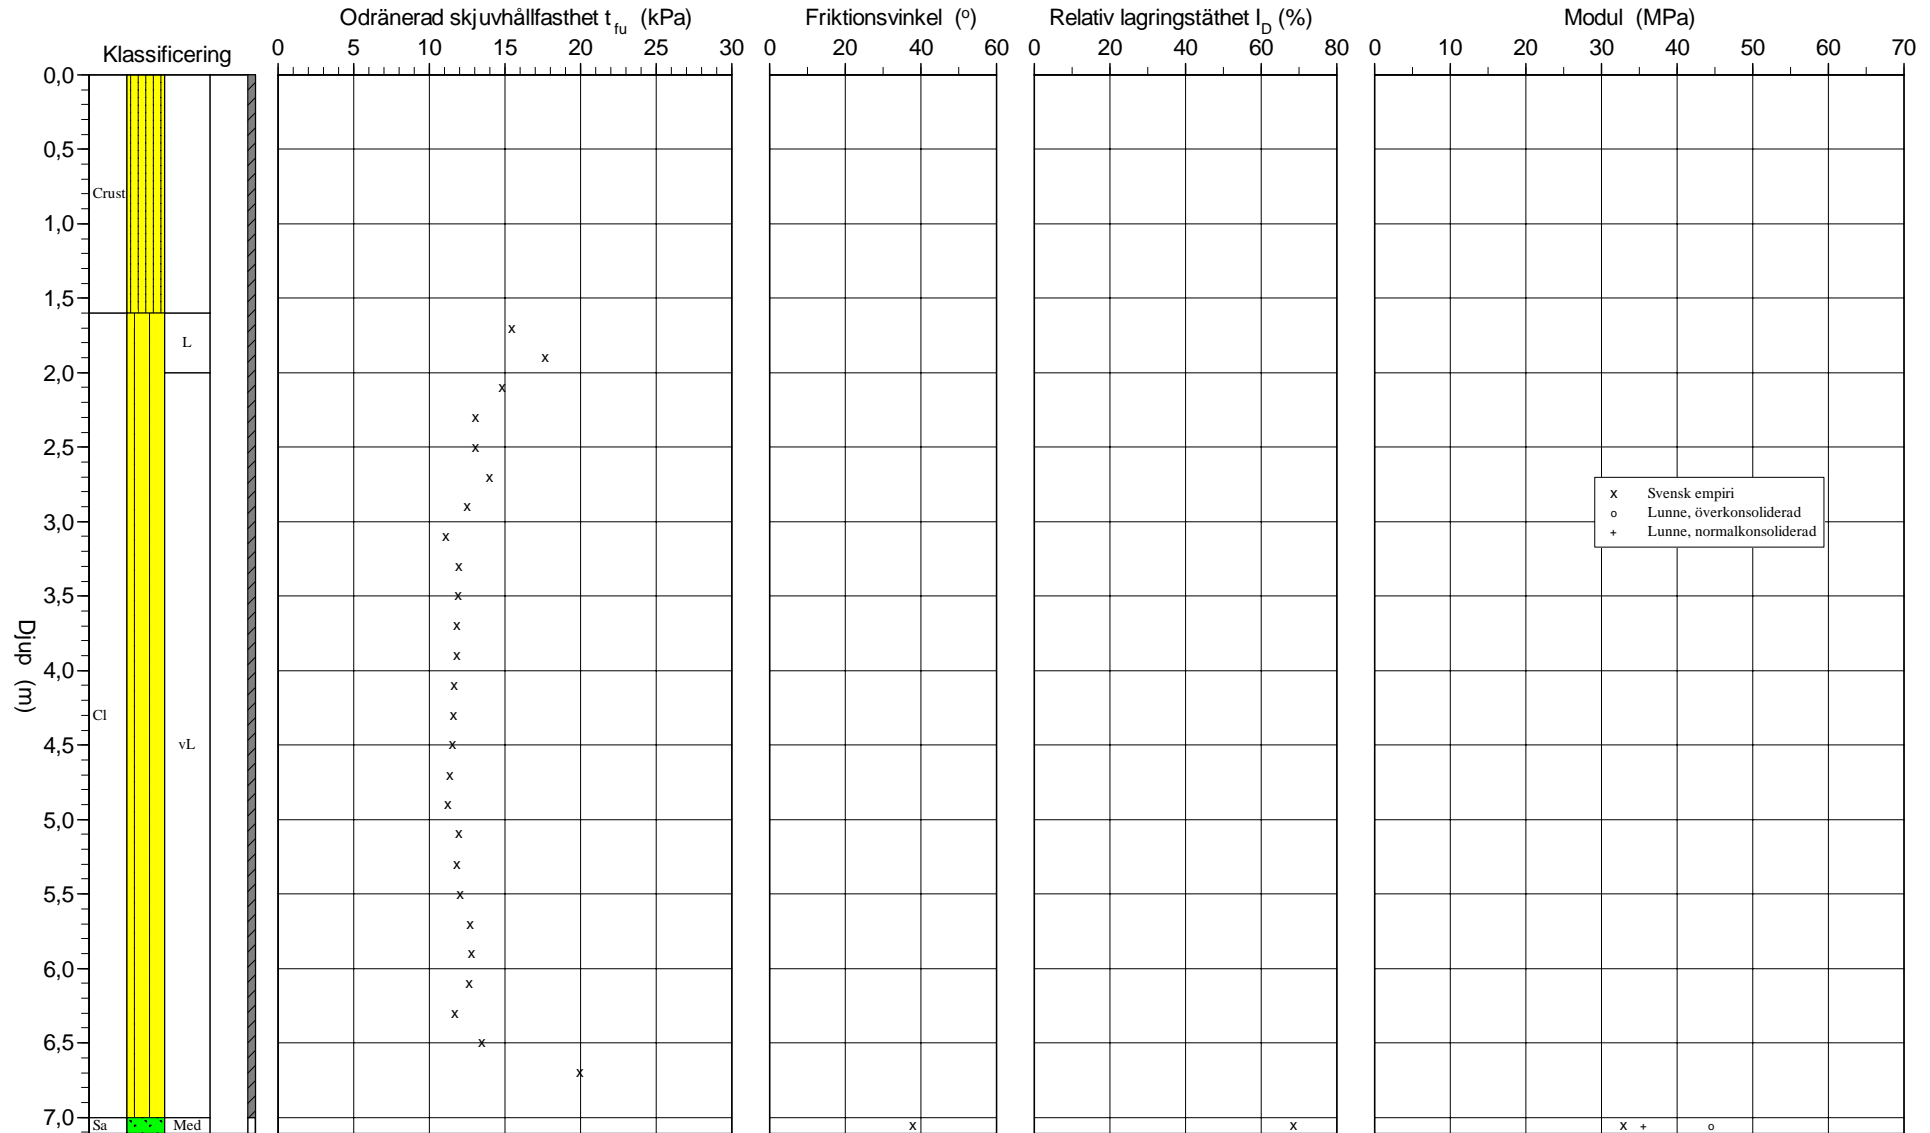 Odränerad skjuvhållfasthet t fu (kPa)
Friktionsvinkel (o)
Relativ lagringstäthet ID (%)
Modul (MPa)
Klassificering
0 5 10 15 20 25 30
0 20 40 60
0 20 40 60 80
0 10 20 30 40 50 60 70
0,0
0,5
Crust
1,0
1,5
L
2,0
2,5
x Svensk empiri
o Lunne, överkonsoliderad
+ Lunne, normalkonsoliderad
3,0
3,5
Djup (m)
4,0
Cl
4,5
vL
5,0
5,5
6,0
6,5
7,0
Sa
Med